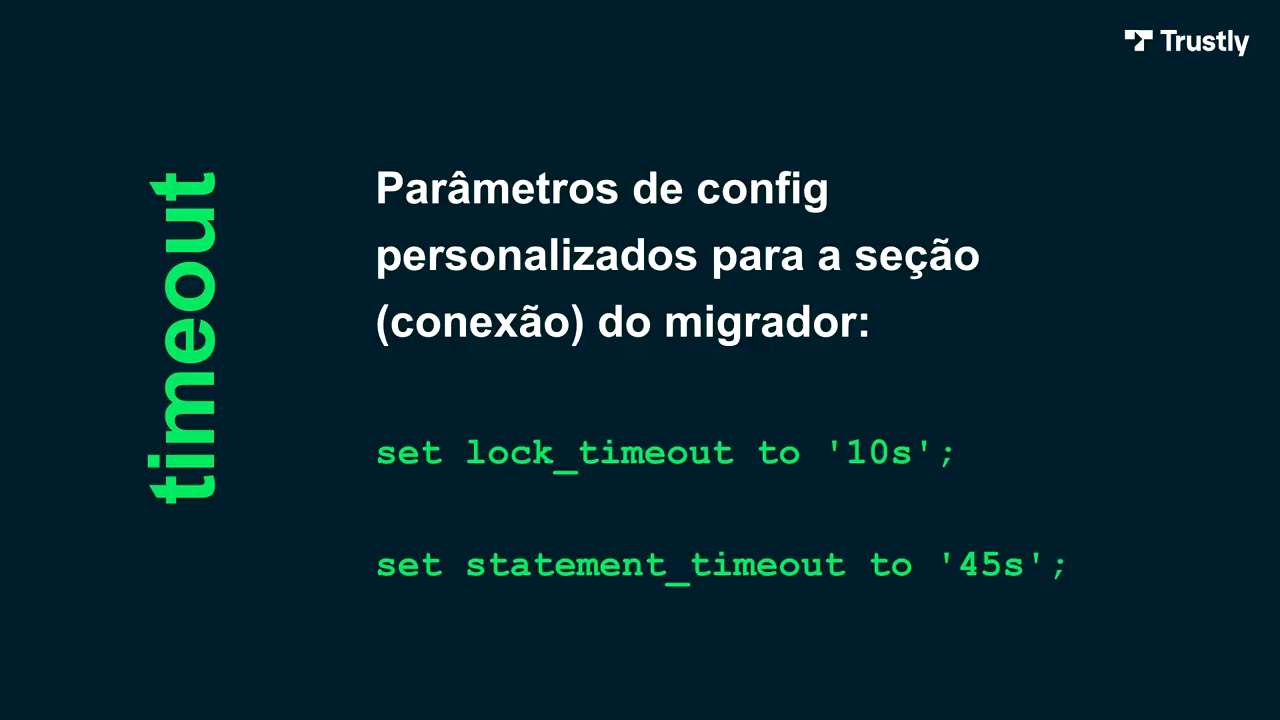 Trustly
timeout
Parâmetros de config
personalizados para a seção
(conexão) do migrador:
set lock_timeout to '10s';
set statement_timeout to '45s';